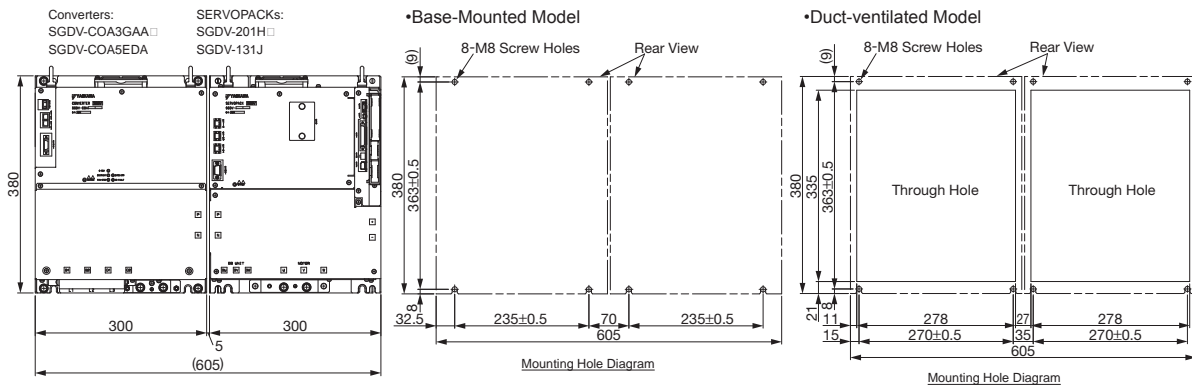 Converters:
SGDV-COA3GAA□
SGDV-COA5EDA
SERVOPACKs:
SGDV-201H□
SGDV-131J
YASKAWA
CONVERTER
YASKAWA
SERVOPACK
380
300
300
5
(605)
•Base-Mounted Model
8-M8 Screw Holes
Rear View
(9)
380
363±0.5
8
32.5
235±0.5
70
235±0.5
605
Mounting Hole Diagram
•Duct-ventilated Model
8-M8 Screw Holes
Rear View
(9)
380
335
363±0.5
Through Hole
Through Hole
21
8
11
278
27
278
15
270±0.5
35
270±0.5
605
Mounting Hole Diagram